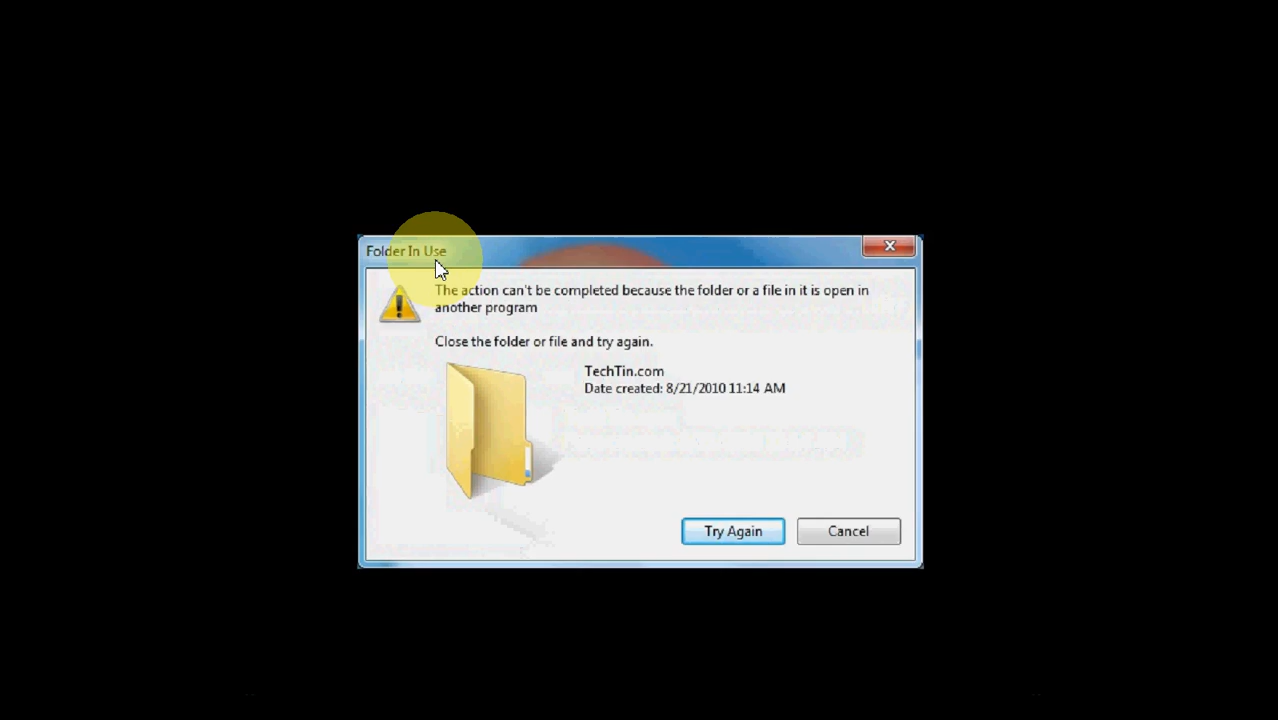 Folder In Use
The action can't be completed because the folder or a file in it is open in
another program
Close the folder or file and try again.
TechTin.com
Date created: 8/21/2010 11:14 AM
Try Again
Cancel